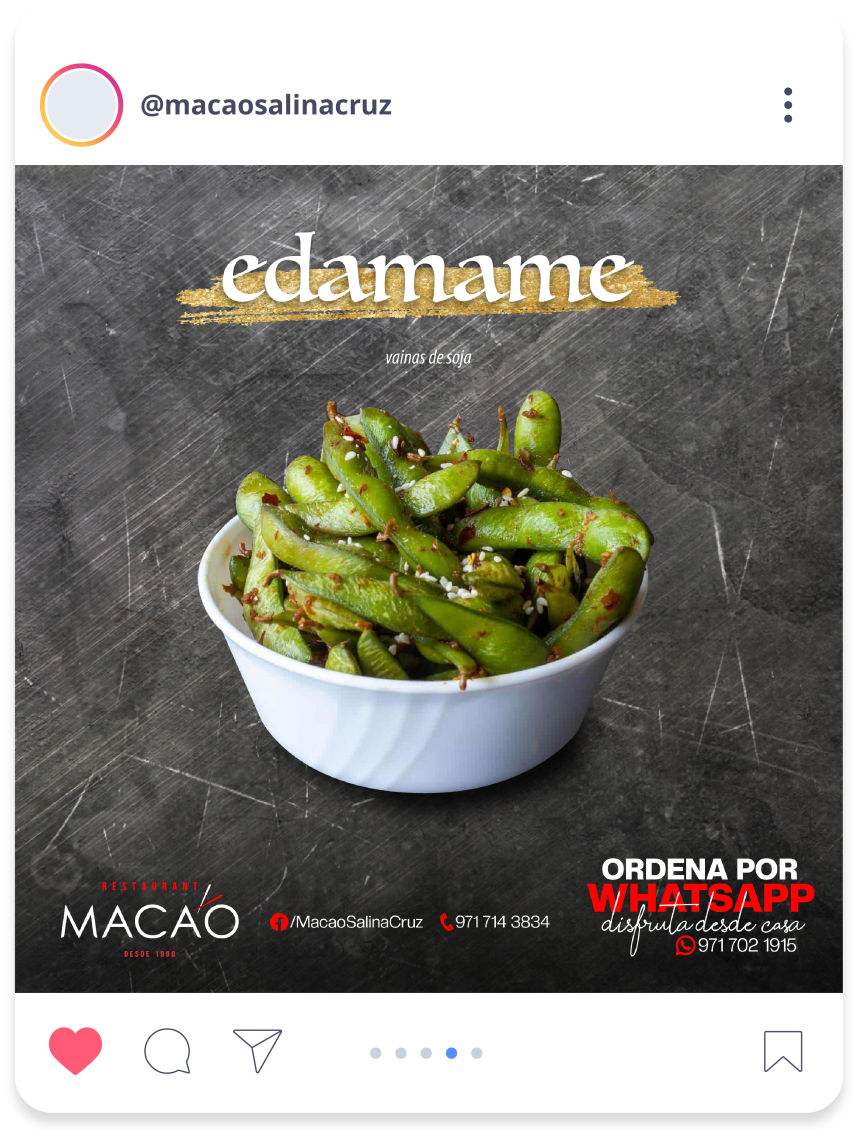 @macaosalinacruz
edamame
vainas de soja
RESTAURANT
MACAO
DESDE 1990
/MacaoSalinaCruz
971 714 3834
ORDENA POR
WHATSAPP
disfruta desde casa
971 702 1915